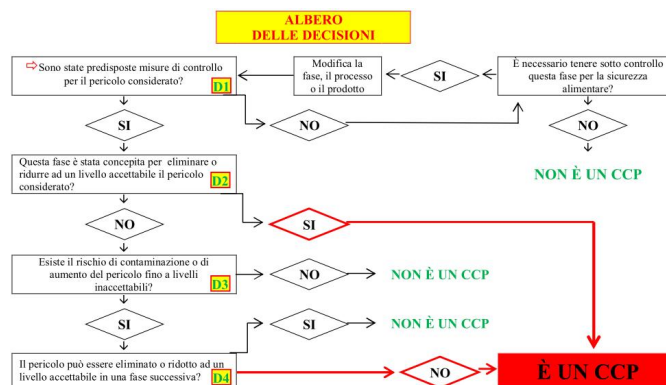 ALBERO
DELLE DECISIONI
⇨Sono state predisposte misure di controllo
per il pericolo considerato?
D1
Modifica la
fase, il processo
o il prodotto
SI
È necessario tenere sotto controllo
questa fase per la sicurezza
alimentare?
SI
NO
NO
NON È UN CCP
Questa fase è stata concepita per eliminare o
ridurre ad un livello accettabile il pericolo
considerato?
D2
NO
SI
Esiste il rischio di contaminazione o di
aumento del pericolo fino a livelli
inaccettabili?
D3
NO
NON È UN CCP
SI
SI
NON È UN CCP
Il pericolo può essere eliminato o ridotto ad un
livello accettabile in una fase successiva?
D4
NO
È UN CCP